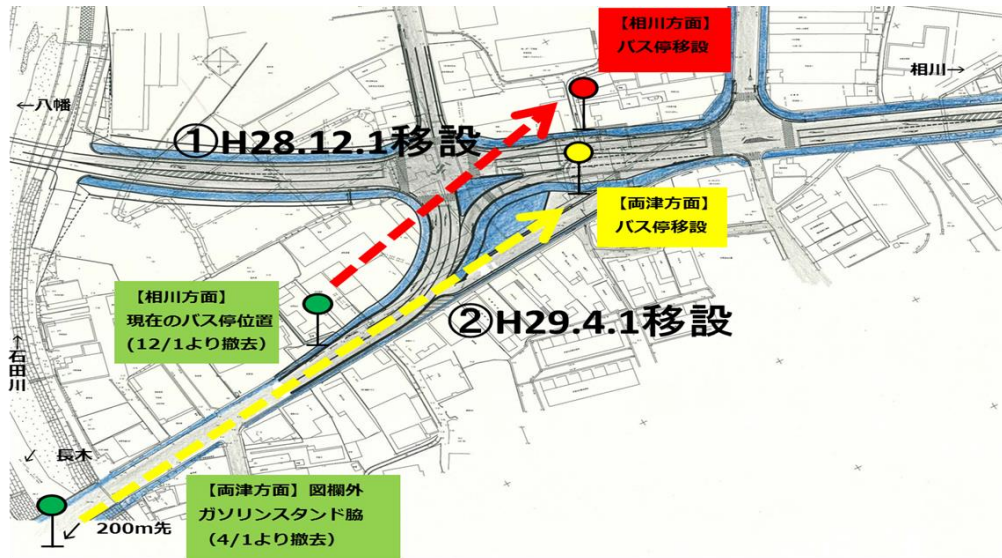 【相川方面】
バス停移設
相川→
←八幡
①H28.12.1移設
【両津方面】
バス停移設
【相川方面】
現在のバス停位置
(12/1より撤去)
②H29.4.1移設
↑石田川
↙ 長木
【両津方面】図欄外
ガソリンスタンド脇
(4/1より撤去)
↙ 200m先